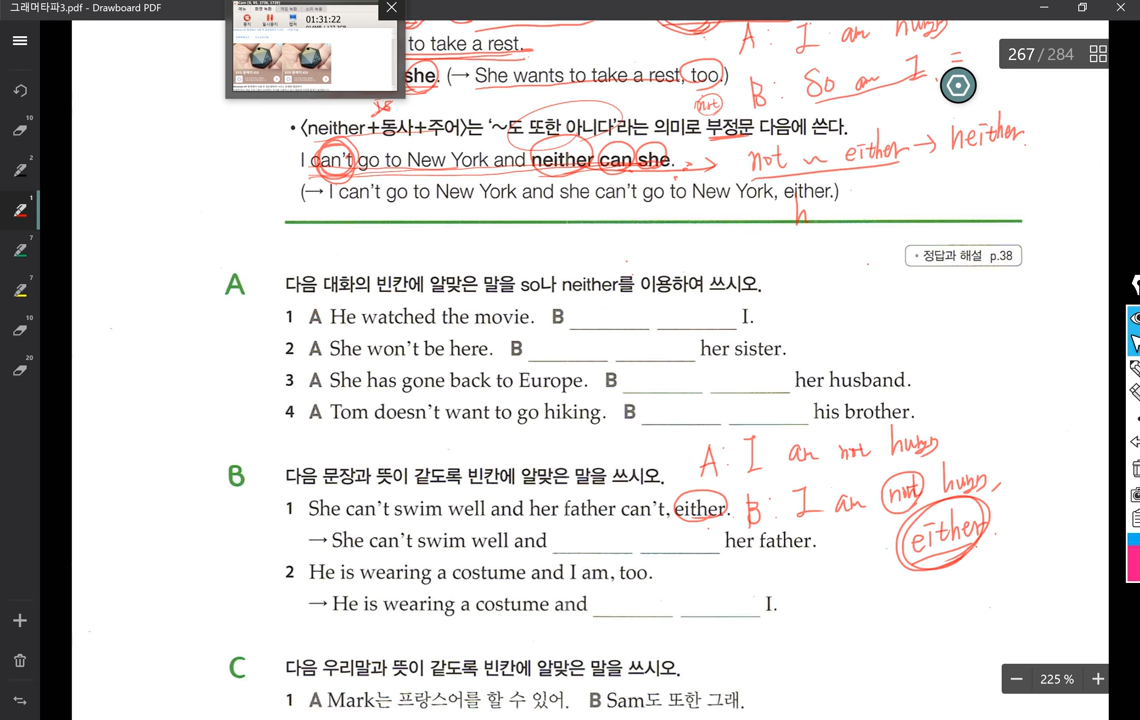 그래머타파3.pdf - Drawboard PDF
01:31:22
267 / 284
to take a rest.
A : I am hungry
she. (→ She wants to take a rest, too.)
not
B : So am I.
• ⟨neither+동사+주어⟩는 ‘~도 또한 아니다’라는 의미로 부정문 다음에 쓴다.
I can't go to New York and neither can she.
not ~ either → neither
(→ I can't go to New York and she can't go to New York, either.)
정답과 해설 p.38
A 다음 대화의 빈칸에 알맞은 말을 so나 neither를 이용하여 쓰시오.
1 A He watched the movie. B ________ ________ I.
2 A She won't be here. B ________ ________ her sister.
3 A She has gone back to Europe. B ________ ________ her husband.
4 A Tom doesn't want to go hiking. B ________ ________ his brother.
A : I am not hungry
B 다음 문장과 뜻이 같도록 빈칸에 알맞은 말을 쓰시오.
B : I am not hungry,
either.
1 She can't swim well and her father can't, either.
→ She can't swim well and ________ ________ her father.
2 He is wearing a costume and I am, too.
→ He is wearing a costume and ________ ________ I.
C 다음 우리말과 뜻이 같도록 빈칸에 알맞은 말을 쓰시오.
1 A Mark는 프랑스어를 할 수 있어. B Sam도 또한 그래.
225 %
10
2
1
7
7
10
20